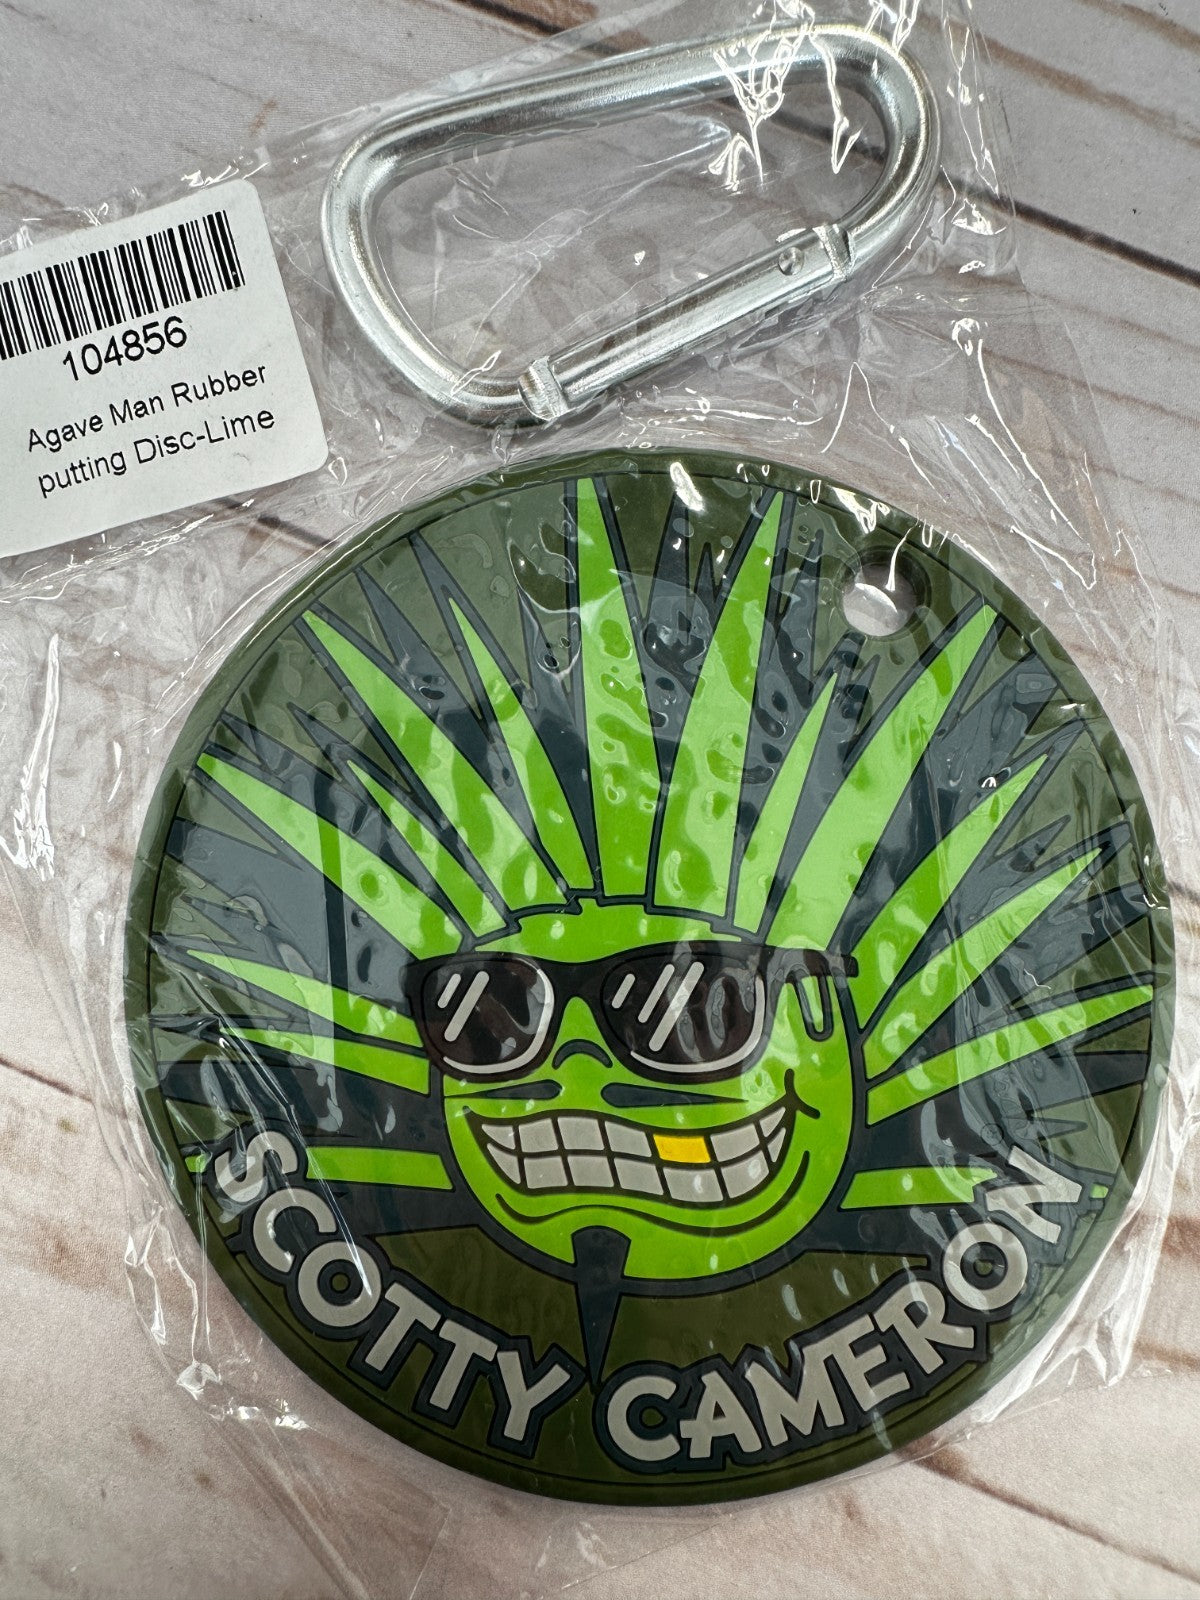 104856
Agave Man Rubber
putting Disc-Lime
SCOTTY CAMERON